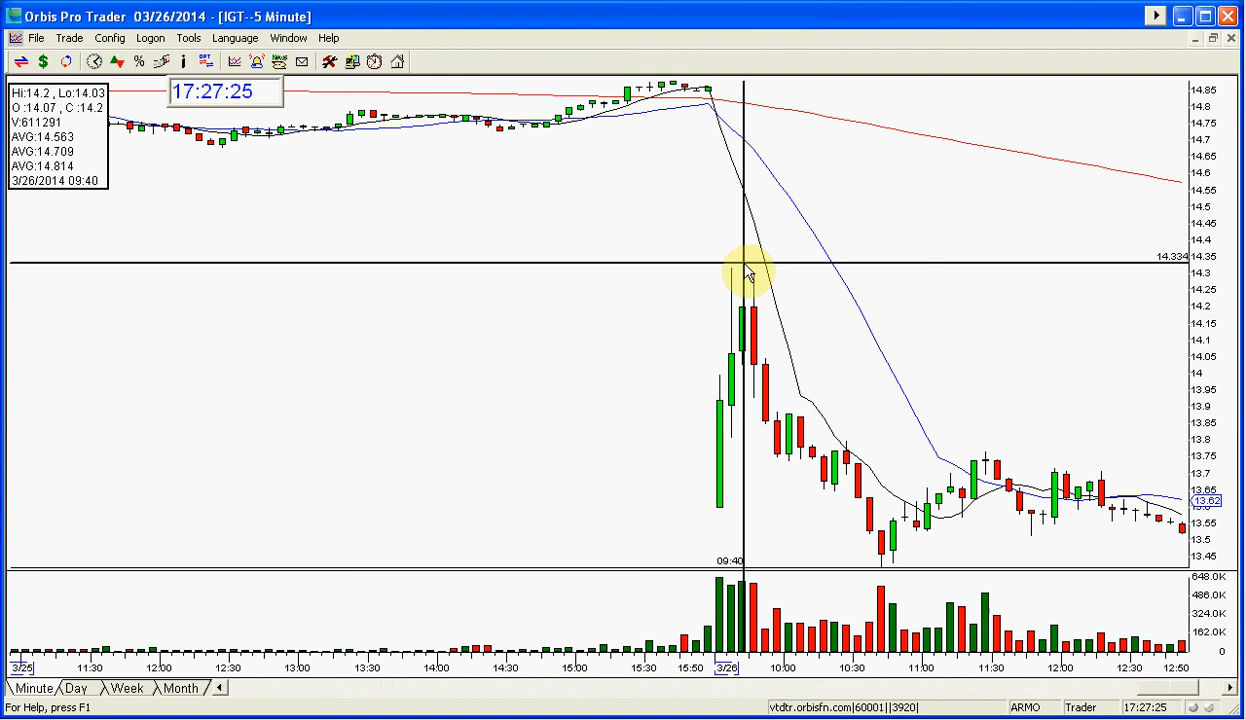 Orbis Pro Trader 03/26/2014 - [IGT--5 Minute]
File Trade Config Logon Tools Language Window Help
17:27:25
Hi:14.2 , Lo:14.03
O :14.07 , C :14.2
V:611291
AVG:14.563
AVG:14.709
AVG:14.814
3/26/2014 09:40
14.85
14.8
14.75
14.7
14.65
14.6
14.55
14.5
14.45
14.4
14.35
14.334
14.3
14.25
14.2
14.15
14.1
14.05
14
13.95
13.9
13.85
13.8
13.75
13.7
13.65
13.62
13.55
13.5
13.45
09:40
648.0K
486.0K
324.0K
162.0K
0
3/25 11:30 12:00 12:30 13:00 13:30 14:00 14:30 15:00 15:30 15:50 3/26 10:00 10:30 11:00 11:30 12:00 12:30 12:50
Minute Day Week Month
For Help, press F1 vtdtr.orbisfn.com|60001||3920| ARMO Trader 17:27:25